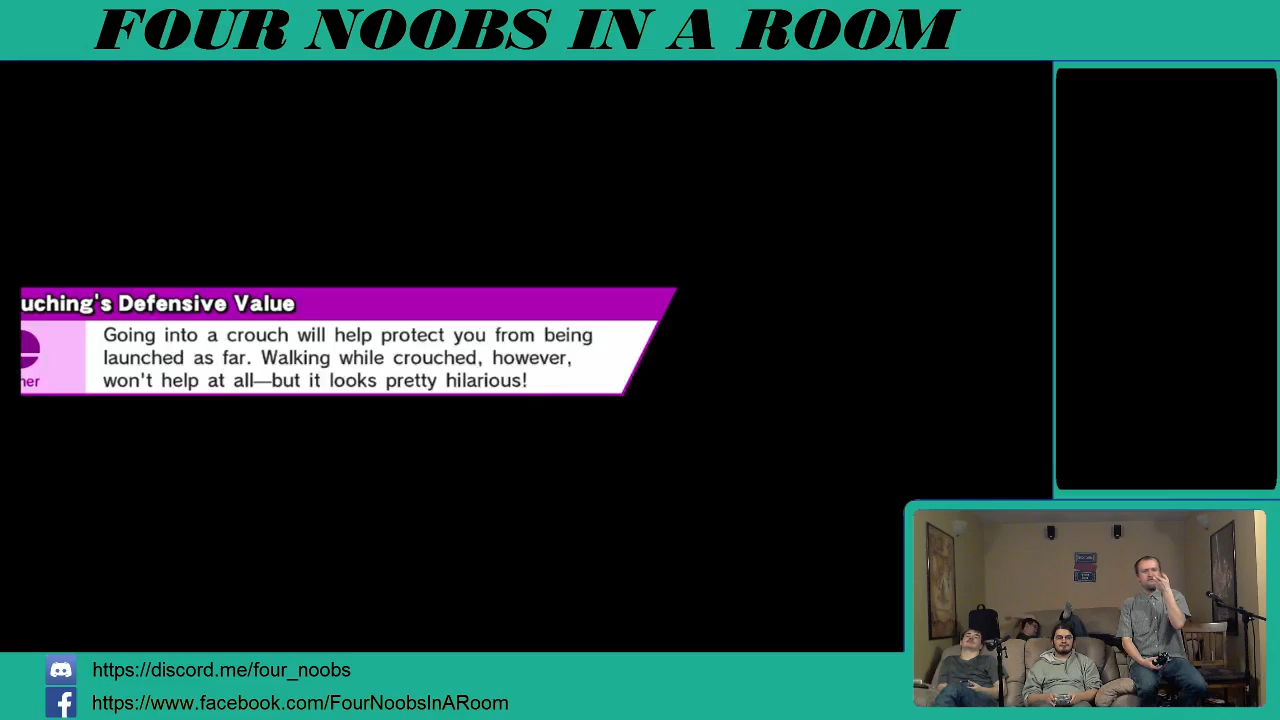 FOUR NOOBS IN A ROOM
uching's Defensive Value
Going into a crouch will help protect you from being
launched as far. Walking while crouched, however,
ner
won't help at all—but it looks pretty hilarious!
https://discord.me/four_noobs
https://www.facebook.com/FourNoobsInARoom